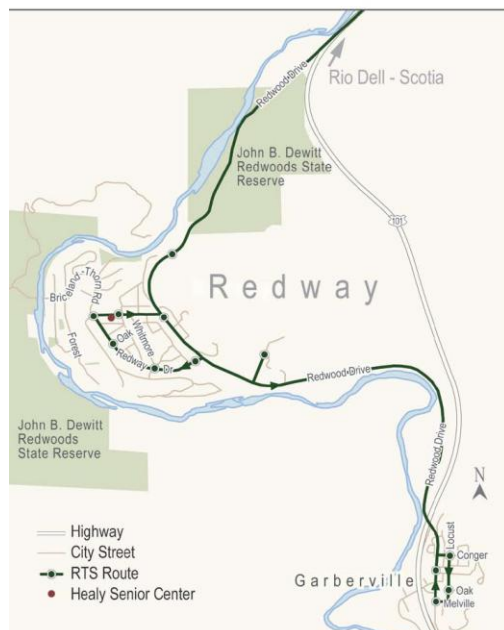 Redwood Drive
Rio Dell - Scotia
John B. Dewitt
Redwoods State
Reserve
101
Redway
Briceland-Thorn Rd
Whitmore
Oak
Forest
Redway Dr
Redwood Drive
Redwood Drive
John B. Dewitt
Redwoods
State Reserve
N
Highway
City Street
RTS Route
Healy Senior Center
Locust
Conger
Garberville
Oak
Melville